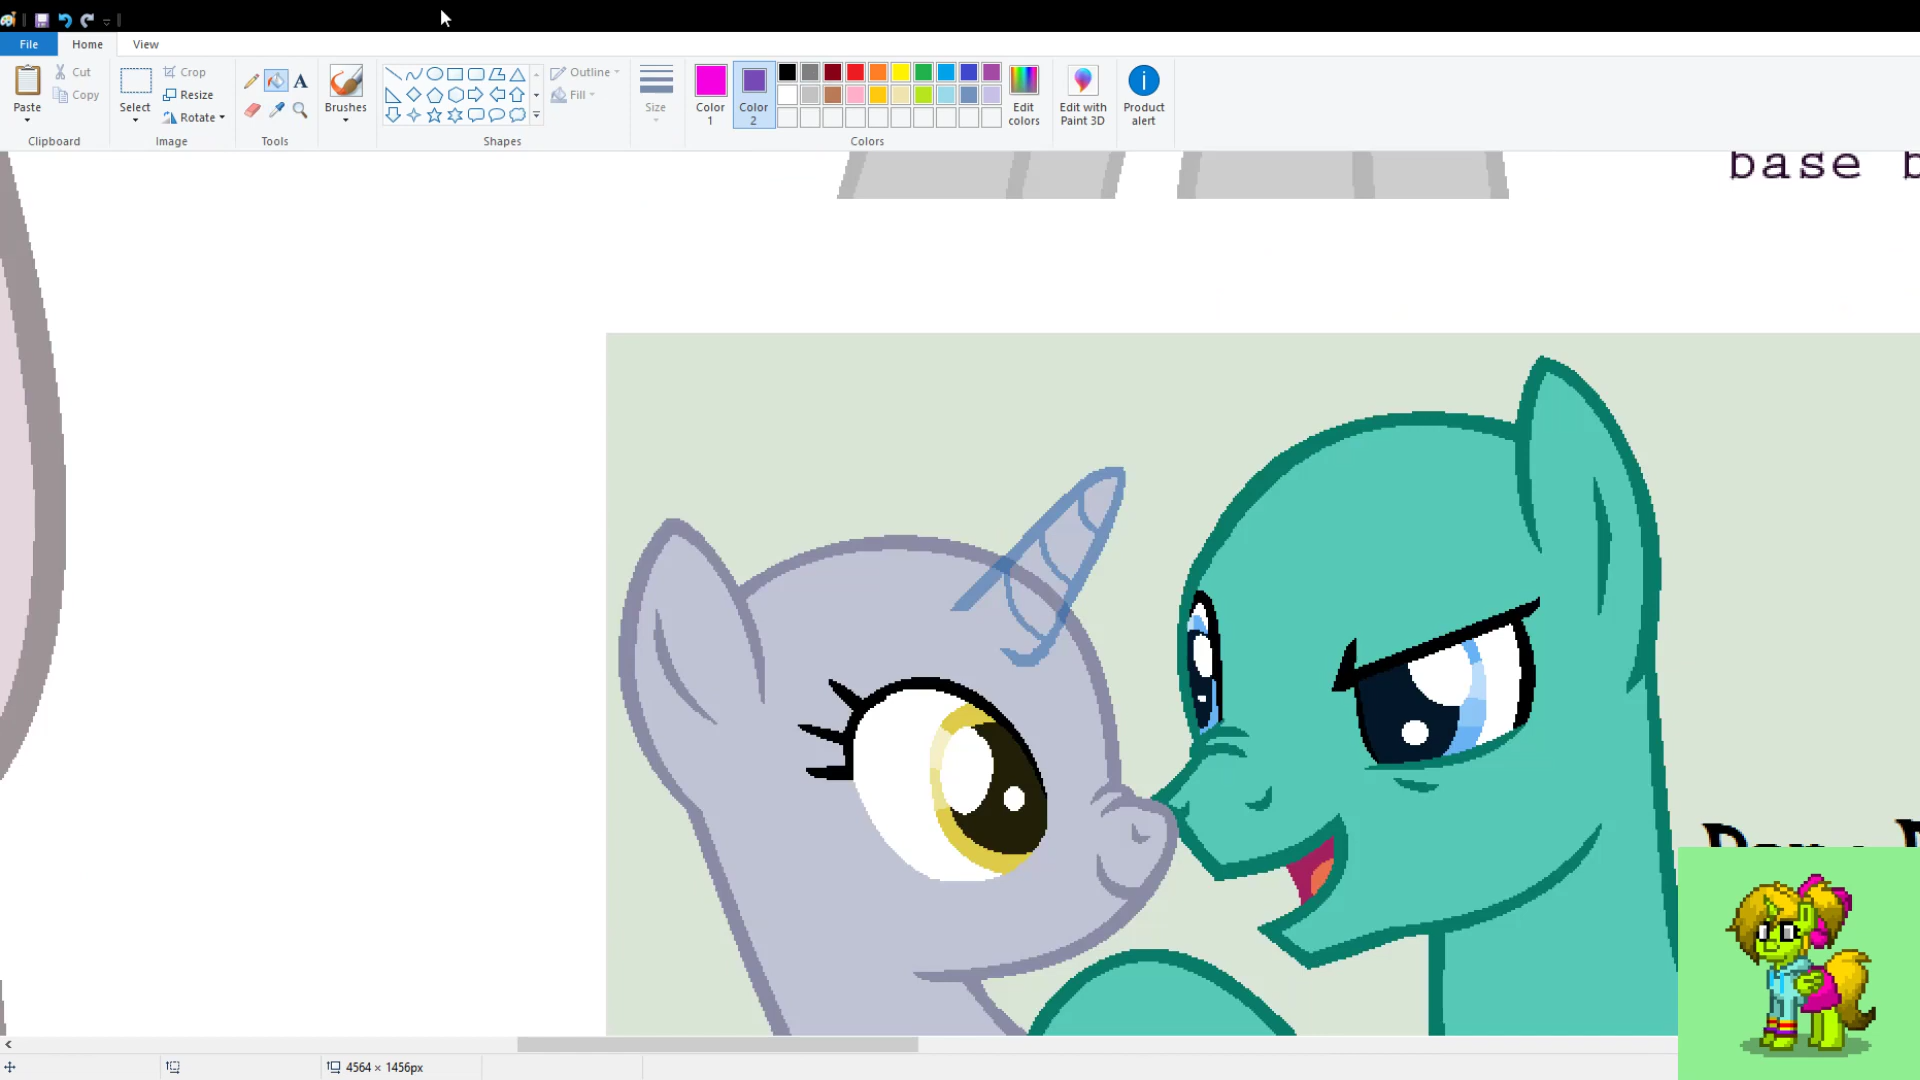 File Home View
Cut
Copy
Paste
Clipboard
Select
Crop
Resize
Rotate
Image
Tools
Brushes
Shapes
Outline
Fill
Size
Color 1
Color 2
Edit colors
Colors
Edit with Paint 3D
Product alert
base
4564 × 1456px